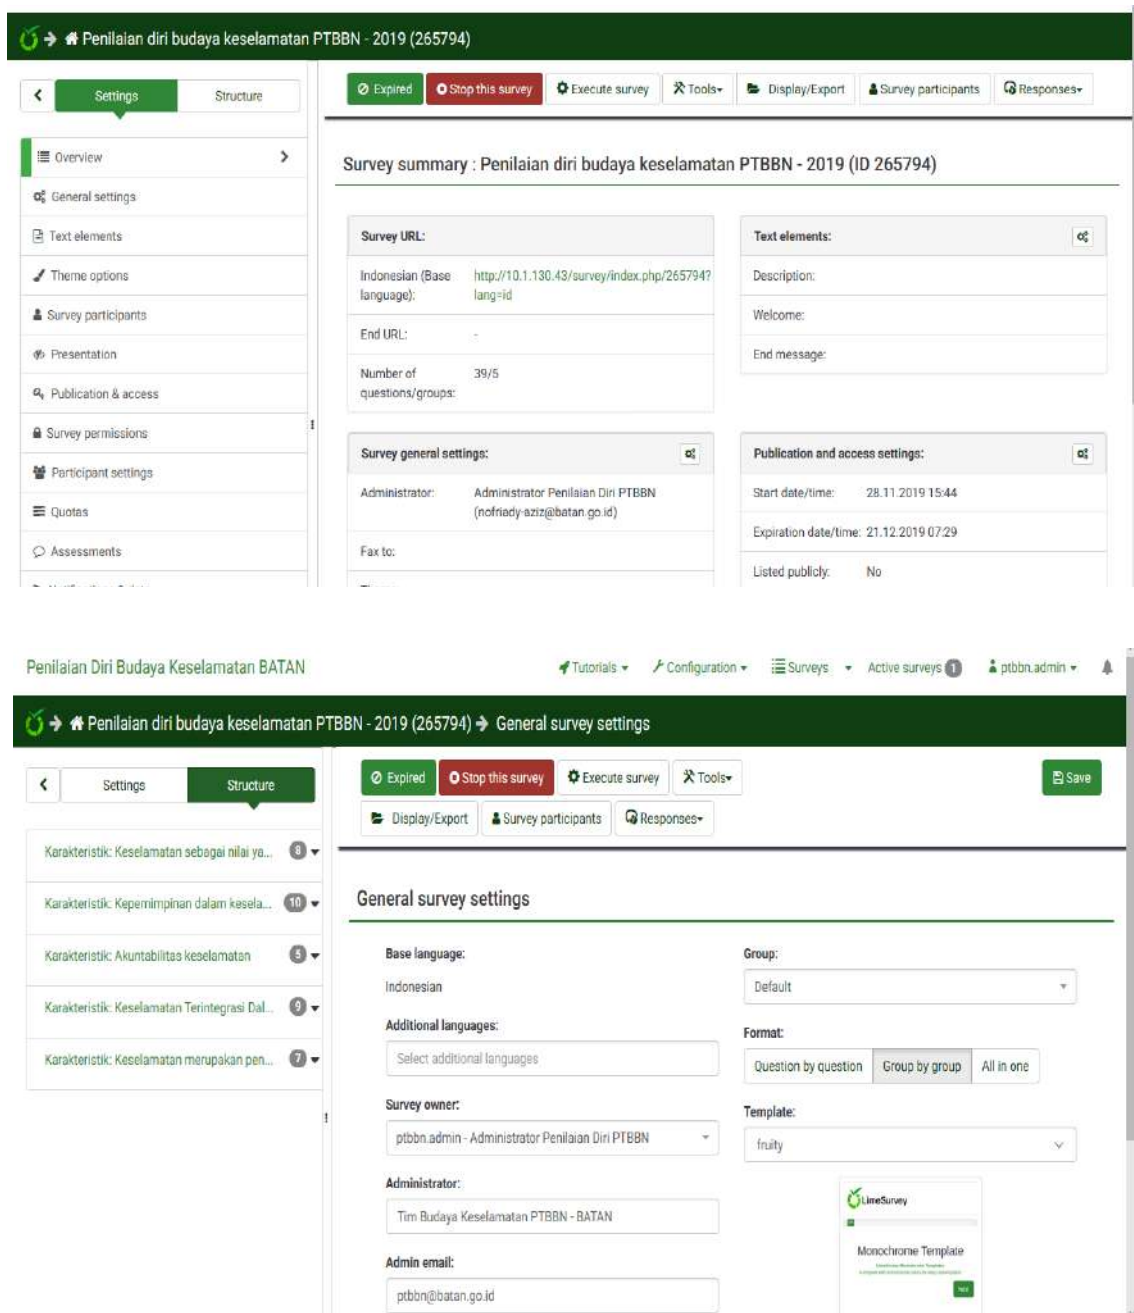 Penilaian diri budaya keselamatan PTBBN - 2019 (265794)
Settings Structure
Expired Stop this survey Execute survey Tools Display/Export Survey participants Responses
Overview
General settings
Text elements
Theme options
Survey participants
Presentation
Publication & access
Survey permissions
Participant settings
Quotas
Assessments
Survey summary : Penilaian diri budaya keselamatan PTBBN - 2019 (ID 265794)
Survey URL:
Indonesian (Base language): http://10.1.130.43/survey/index.php/265794?
lang=id
End URL: -
Number of questions/groups: 39/5
Text elements:
Description:
Welcome:
End message:
Survey general settings:
Administrator: Administrator Penilaian Diri PTBBN
(nofriady-aziz@batan.go.id)
Fax to:
Publication and access settings:
Start date/time: 28.11.2019 15:44
Expiration date/time: 21.12.2019 07:29
Listed publicly: No
Penilaian Diri Budaya Keselamatan BATAN
Tutorials Configuration Surveys Active surveys 1 ptbbn.admin
Penilaian diri budaya keselamatan PTBBN - 2019 (265794) General survey settings
Settings Structure
Expired Stop this survey Execute survey Tools Save
Display/Export Survey participants Responses
Karakteristik: Keselamatan sebagai nilai ya... 8
Karakteristik: Kepemimpinan dalam kesela... 10
Karakteristik: Akuntabilitas keselamatan 5
Karakteristik: Keselamatan Terintegrasi Dal... 9
Karakteristik: Keselamatan merupakan pen... 7
General survey settings
Base language:
Indonesian
Additional languages:
Select additional languages
Survey owner:
ptbbn.admin - Administrator Penilaian Diri PTBBN
Administrator:
Tim Budaya Keselamatan PTBBN - BATAN
Admin email:
ptbbn@batan.go.id
Group:
Default
Format:
Question by question Group by group All in one
Template:
fruity
LimeSurvey
Monochrome Template